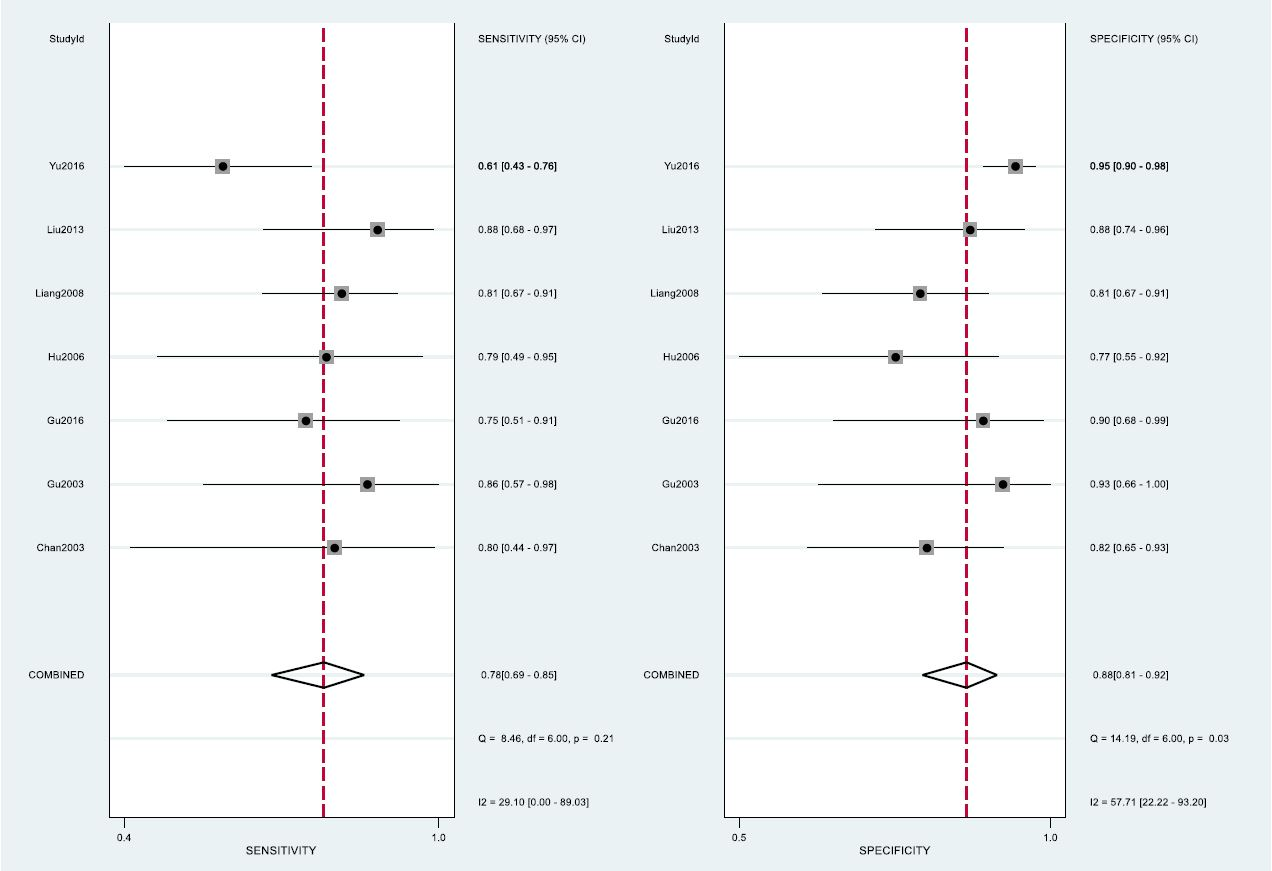 StudyId SENSITIVITY (95% CI)
Yu2016 0.61 [0.43 - 0.76]
Liu2013 0.88 [0.68 - 0.97]
Liang2008 0.81 [0.67 - 0.91]
Hu2006 0.79 [0.49 - 0.95]
Gu2016 0.75 [0.51 - 0.91]
Gu2003 0.86 [0.57 - 0.98]
Chan2003 0.80 [0.44 - 0.97]
COMBINED 0.78[0.69 - 0.85]
Q = 8.46, df = 6.00, p = 0.21
I2 = 29.10 [0.00 - 89.03]
0.4 1.0
SENSITIVITY
StudyId SPECIFICITY (95% CI)
Yu2016 0.95 [0.90 - 0.98]
Liu2013 0.88 [0.74 - 0.96]
Liang2008 0.81 [0.67 - 0.91]
Hu2006 0.77 [0.55 - 0.92]
Gu2016 0.90 [0.68 - 0.99]
Gu2003 0.93 [0.66 - 1.00]
Chan2003 0.82 [0.65 - 0.93]
COMBINED 0.88[0.81 - 0.92]
Q = 14.19, df = 6.00, p = 0.03
I2 = 57.71 [22.22 - 93.20]
0.5 1.0
SPECIFICITY